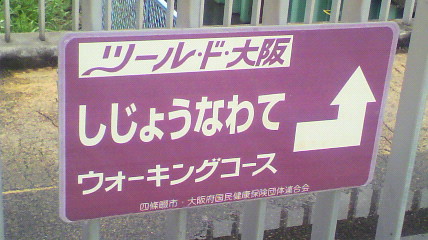 ツール・ド・大阪
しじょうなわて
ウォーキングコース
四條畷市・大阪府国民健康保険団体連合会